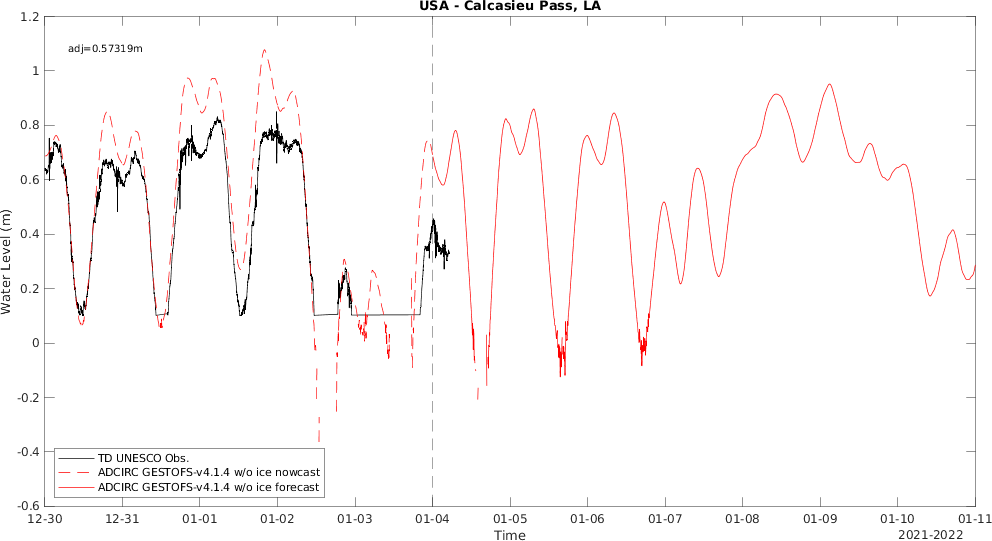 USA - Calcasieu Pass, LA
adj=0.57319m
Water Level (m)
1.2
1
0.8
0.6
0.4
0.2
0
-0.2
-0.4
-0.6
TD UNESCO Obs.
ADCIRC GESTOFS-v4.1.4 w/o ice nowcast
ADCIRC GESTOFS-v4.1.4 w/o ice forecast
12-30 12-31 01-01 01-02 01-03 01-04 01-05 01-06 01-07 01-08 01-09 01-10 01-11
Time
2021-2022